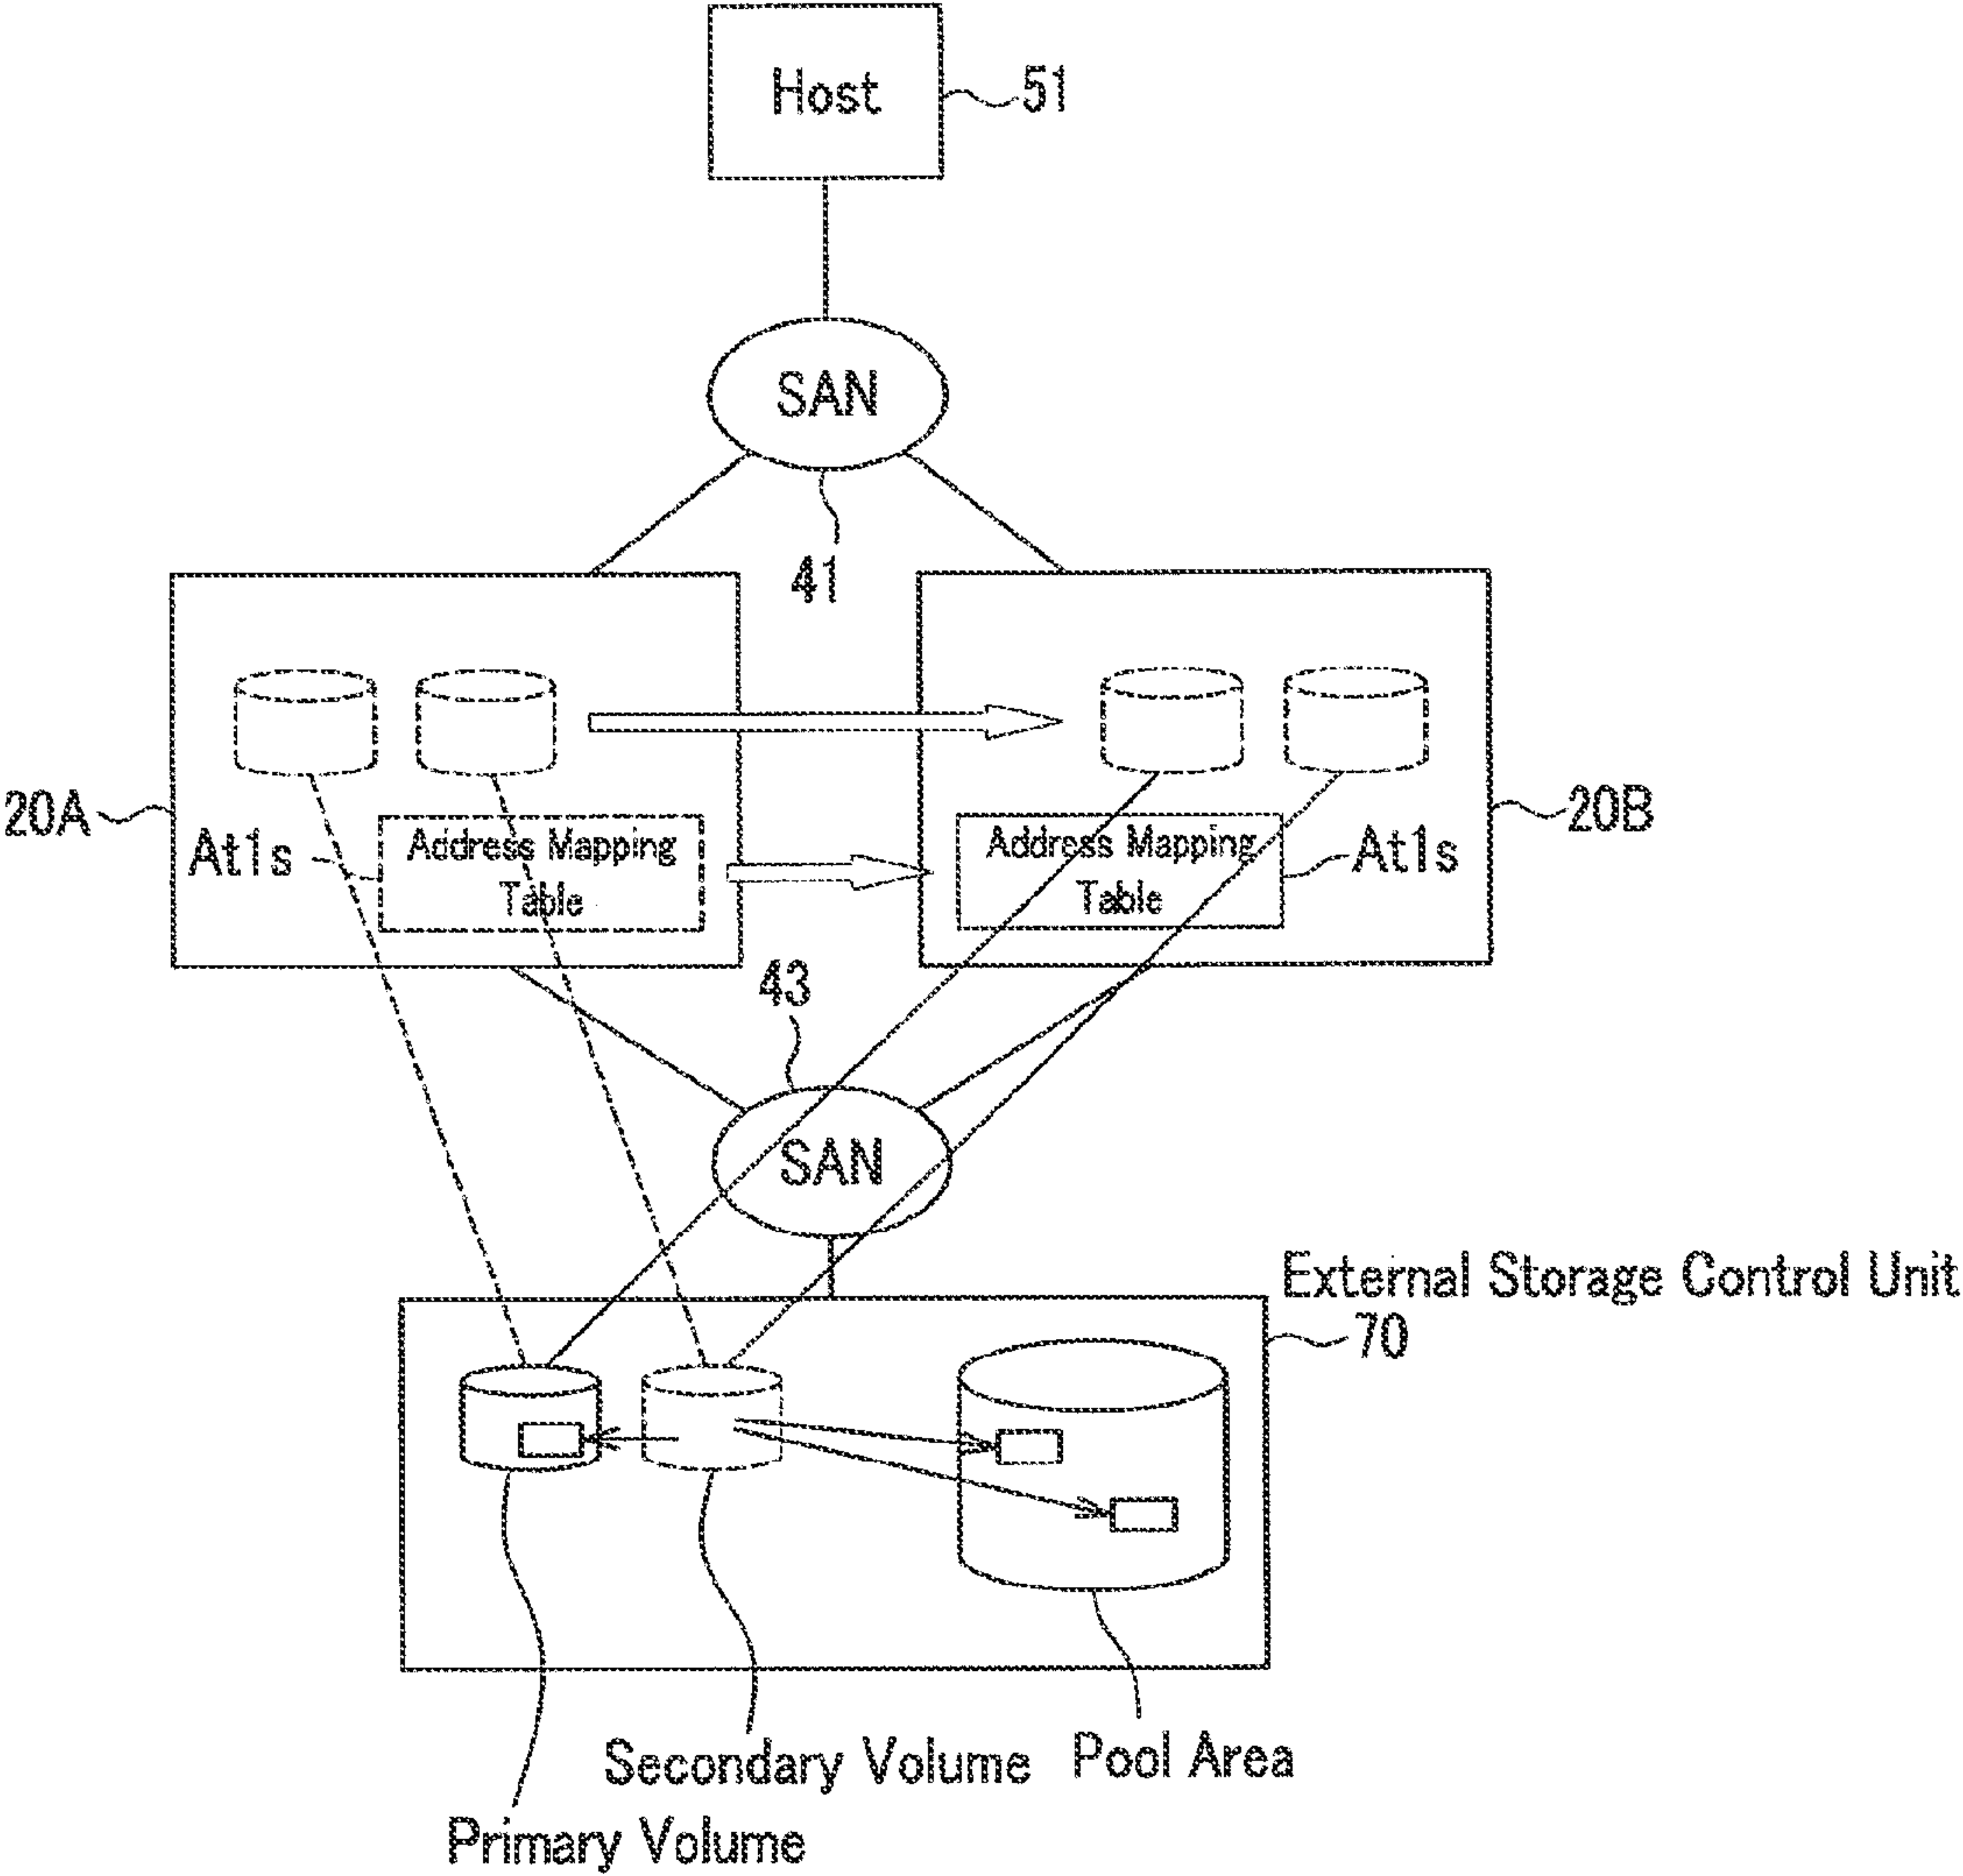 Host
51
SAN
41
20A
At1s
Address Mapping
Table
Address Mapping
Table
At1s
20B
43
SAN
External Storage Control Unit
70
Secondary Volume
Pool Area
Primary Volume